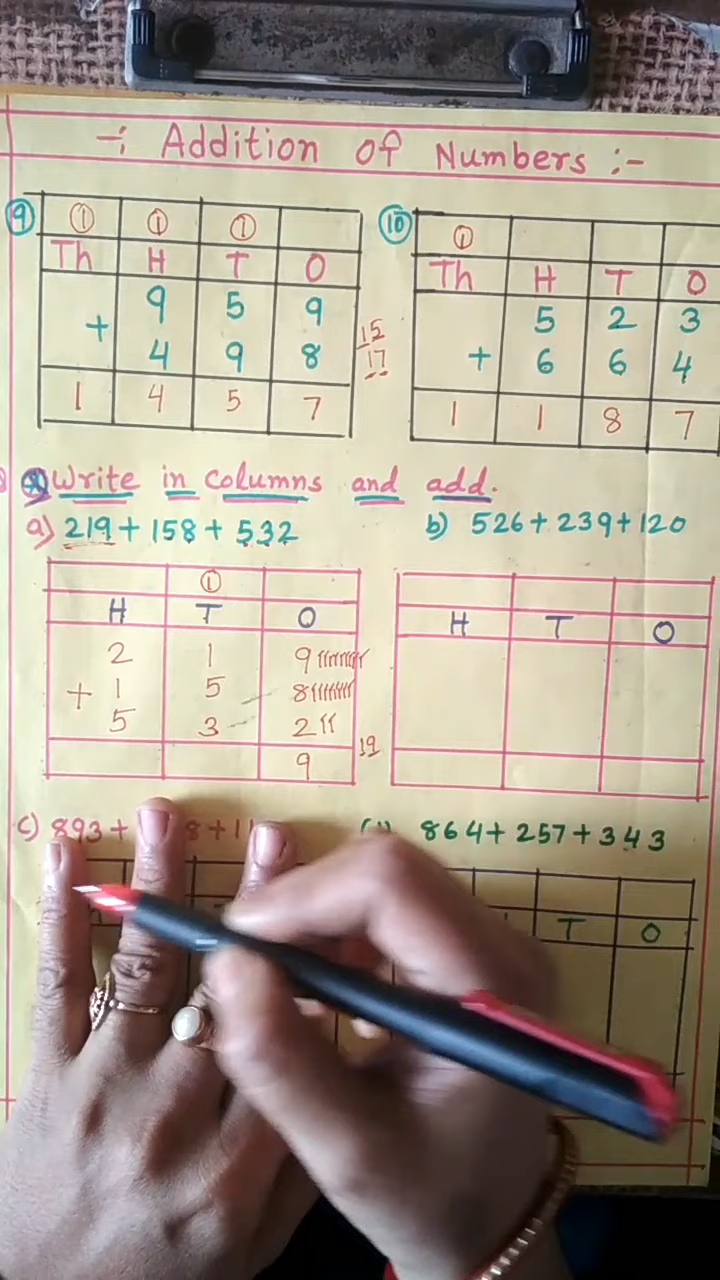 -: Addition of Numbers :-
9
① ① ①
Th H T O
9 5 9
+ 4 9 8
1 4 5 7
15
17
10
①
Th H T O
5 2 3
+ 6 6 4
1 1 8 7
Write in columns and add.
a) 219 + 158 + 532
①
H T O
2 1 9
+ 1 5 8
5 3 2
9
19
b) 526 + 239 + 120
H T O
c) 893 + 8 + 11
864 + 257 + 343
T O